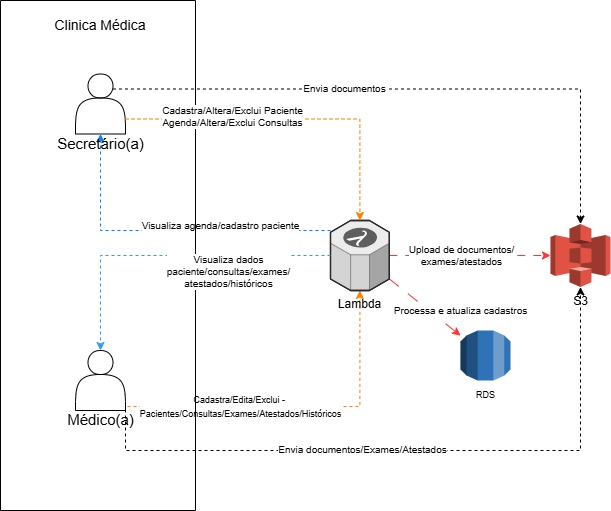 Clinica Médica
Envia documentos
Cadastra/Altera/Exclui Paciente
Agenda/Altera/Exclui Consultas
Secretário(a)
Visualiza agenda/cadastro paciente
Visualiza dados
paciente/consultas/exames/
atestados/históricos
Upload de documentos/
exames/atestados
Lambda
S3
Processa e atualiza cadastros
RDS
Cadastra/Edita/Exclui -
Pacientes/Consultas/Exames/Atestados/Históricos
Médico(a)
Envia documentos/Exames/Atestados